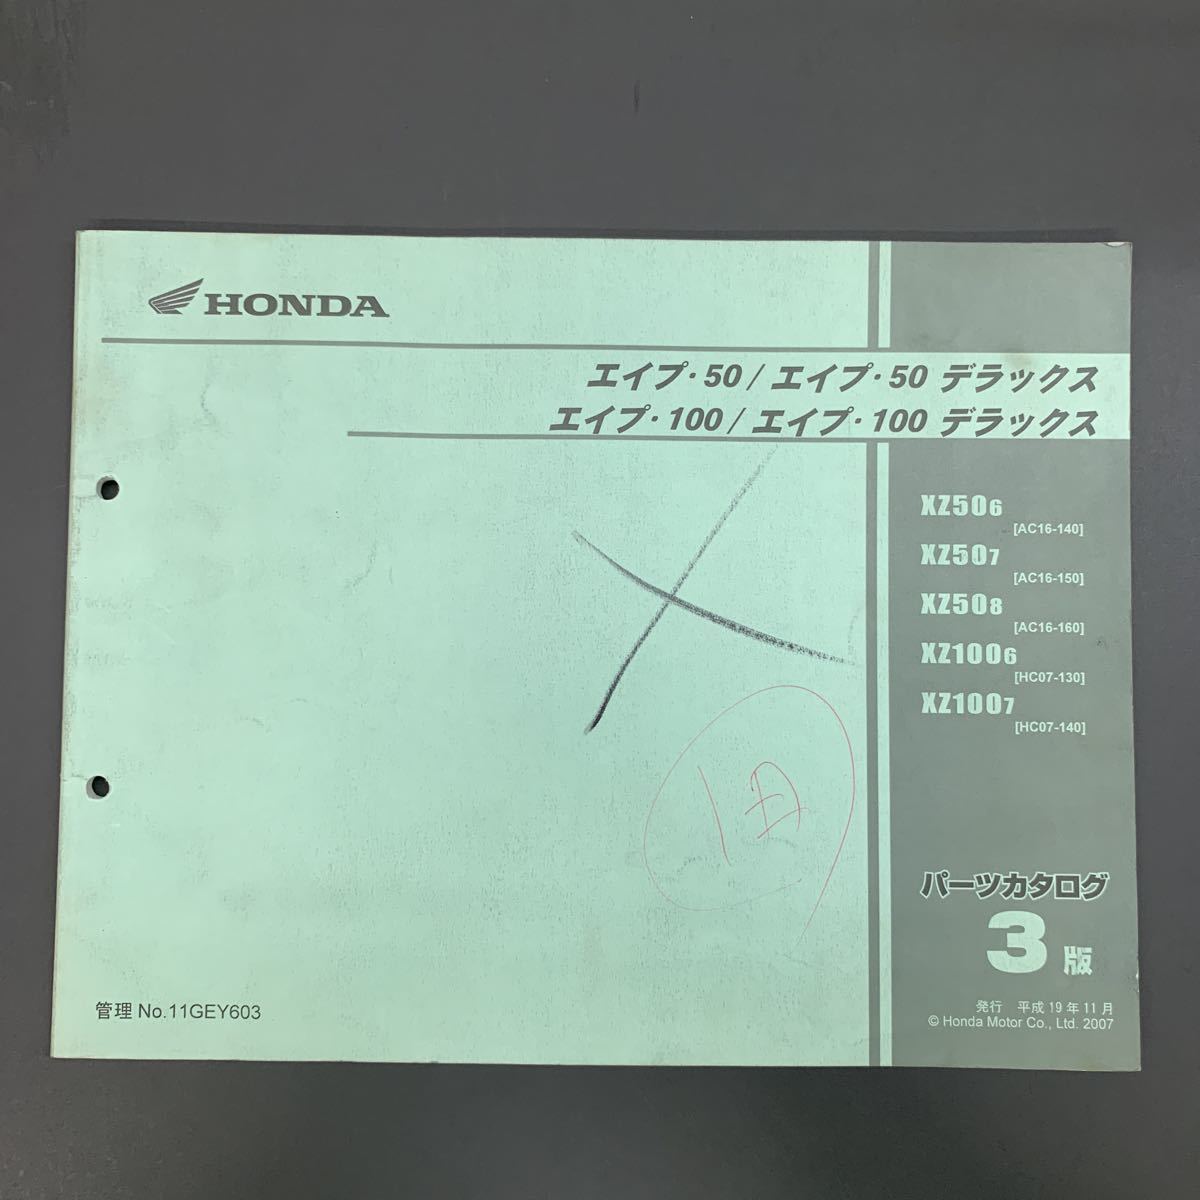 HONDA
エイプ・50 / エイプ・50 デラックス
エイプ・100 / エイプ・100 デラックス
XZ506
[AC16-140]
XZ507
[AC16-150]
XZ508
[AC16-160]
XZ1006
[HC07-130]
XZ1007
[HC07-140]
旧
パーツカタログ
3版
管理 No.11GEY603
発行 平成 19 年 11 月
© Honda Motor Co., Ltd. 2007